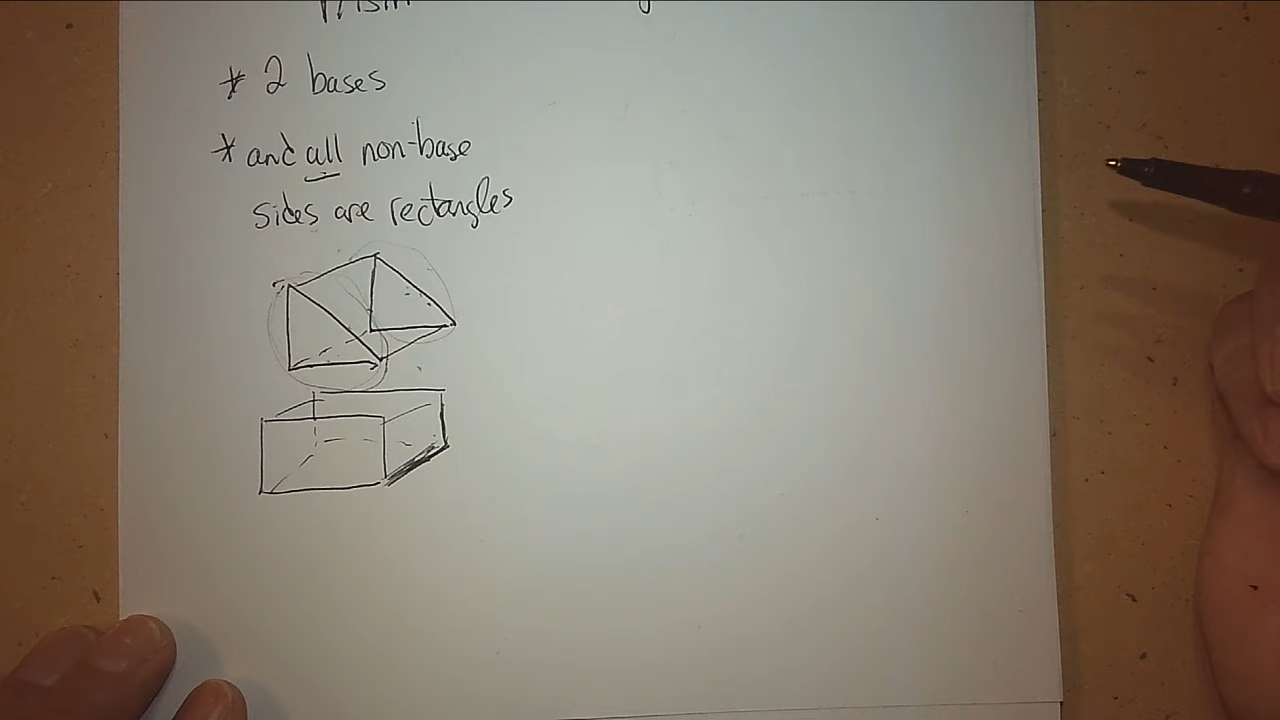 * 2 bases
* and all non-base
sides are rectangles